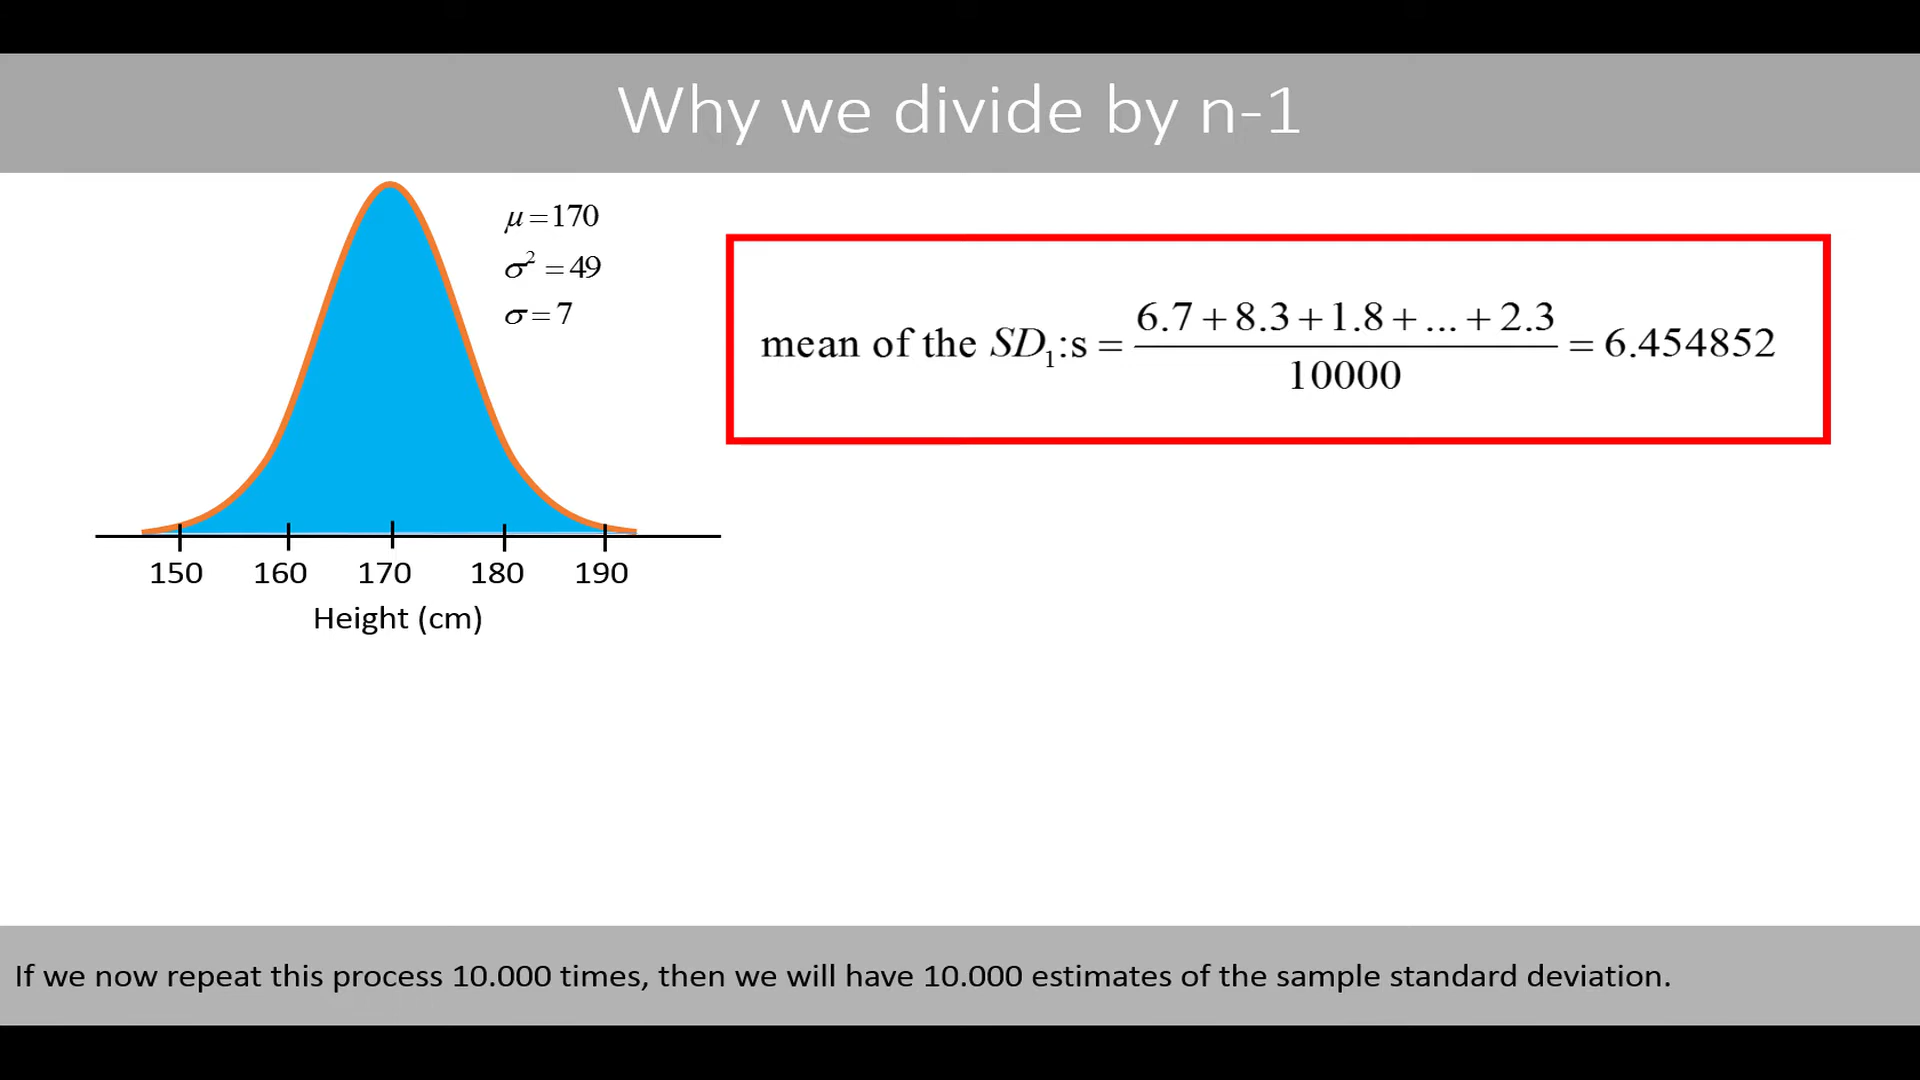 Why we divide by n-1
μ=170
σ² =49
σ=7
mean of the SD₁:s = (6.7+8.3+1.8+...+2.3)/10000 = 6.454852
150 160 170 180 190
Height (cm)
If we now repeat this process 10.000 times, then we will have 10.000 estimates of the sample standard deviation.